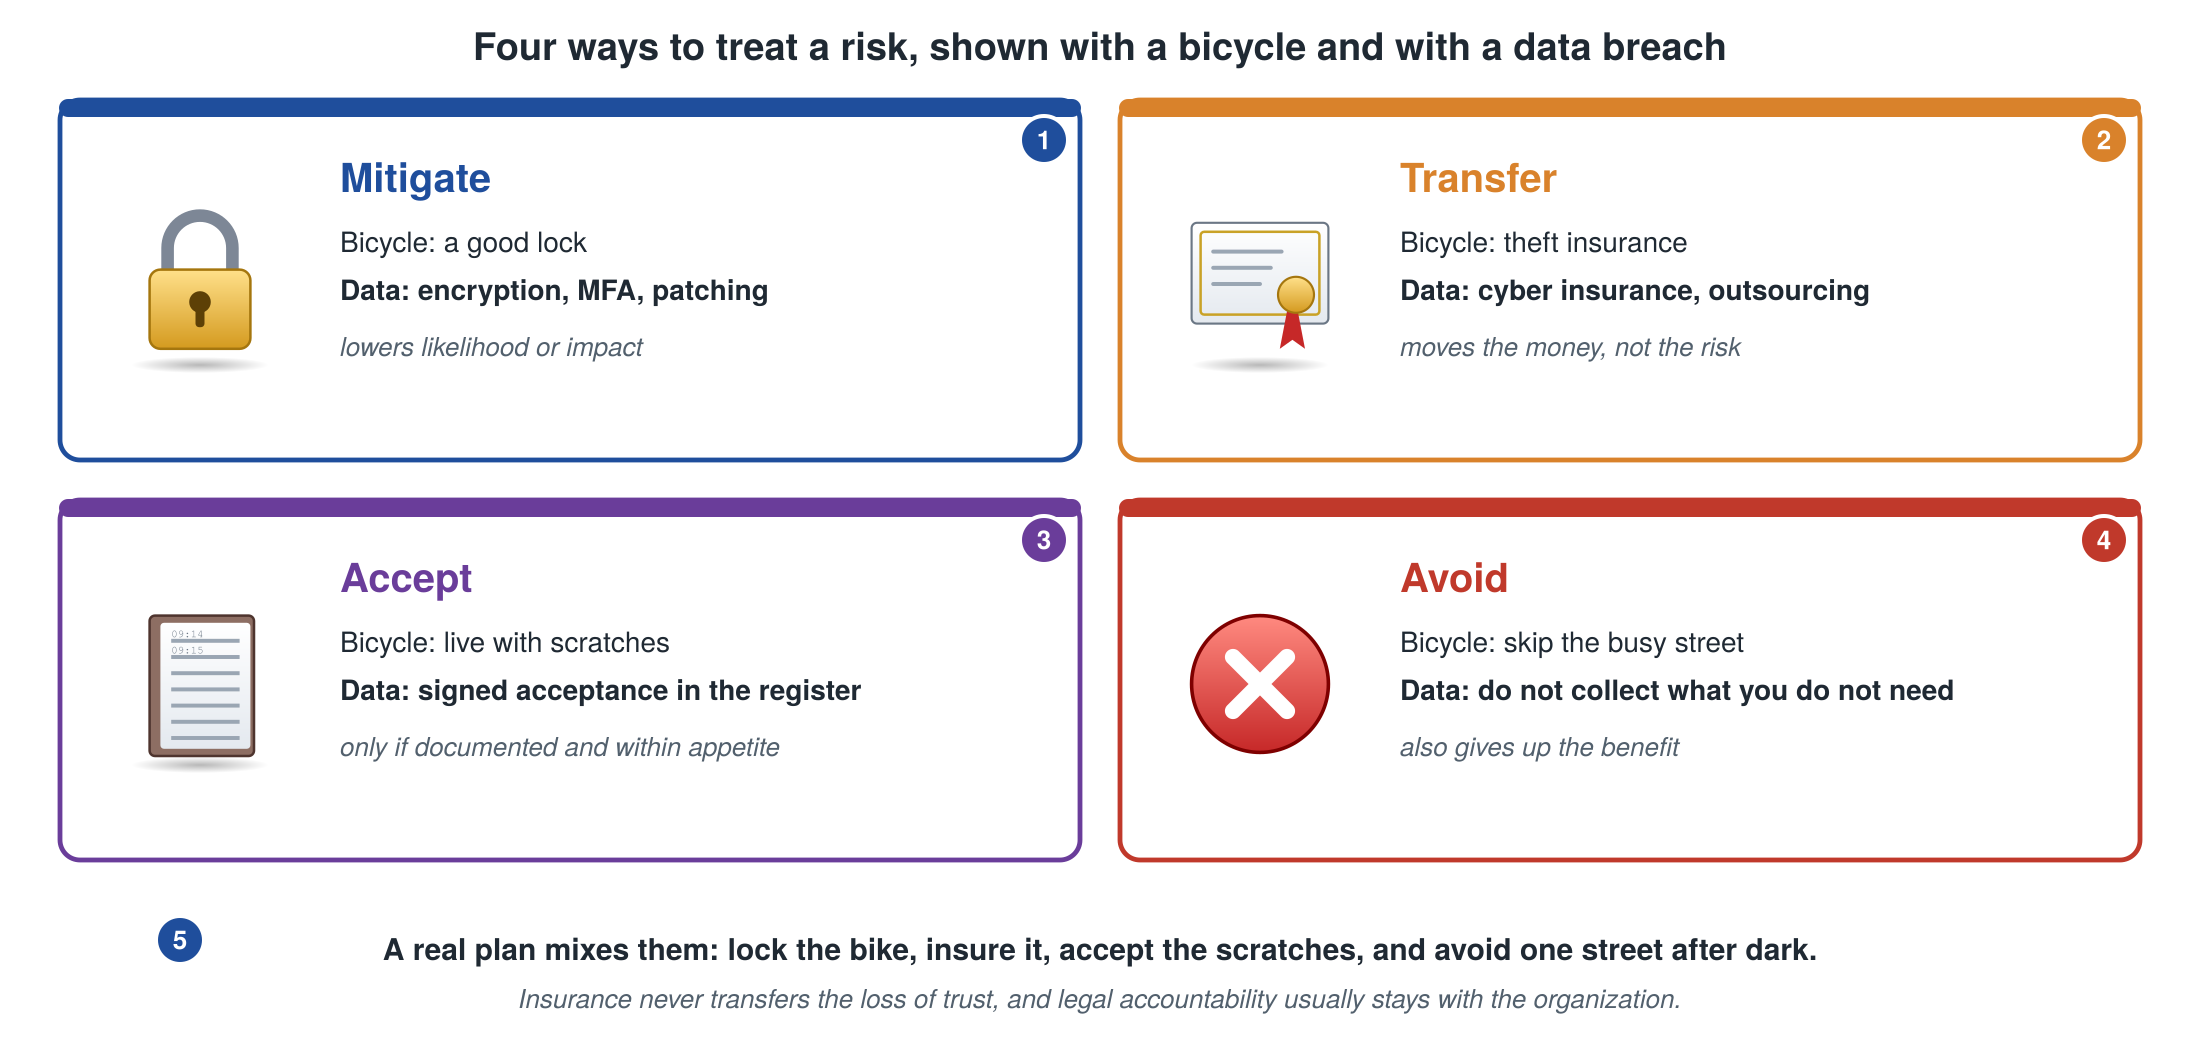 Four ways to treat a risk, shown with a bicycle and with a data breach
1
Mitigate
Bicycle: a good lock
Data: encryption, MFA, patching
lowers likelihood or impact
2
Transfer
Bicycle: theft insurance
Data: cyber insurance, outsourcing
moves the money, not the risk
3
Accept
09:14
09:15
Bicycle: live with scratches
Data: signed acceptance in the register
only if documented and within appetite
4
Avoid
Bicycle: skip the busy street
Data: do not collect what you do not need
also gives up the benefit
5
A real plan mixes them: lock the bike, insure it, accept the scratches, and avoid one street after dark.
Insurance never transfers the loss of trust, and legal accountability usually stays with the organization.